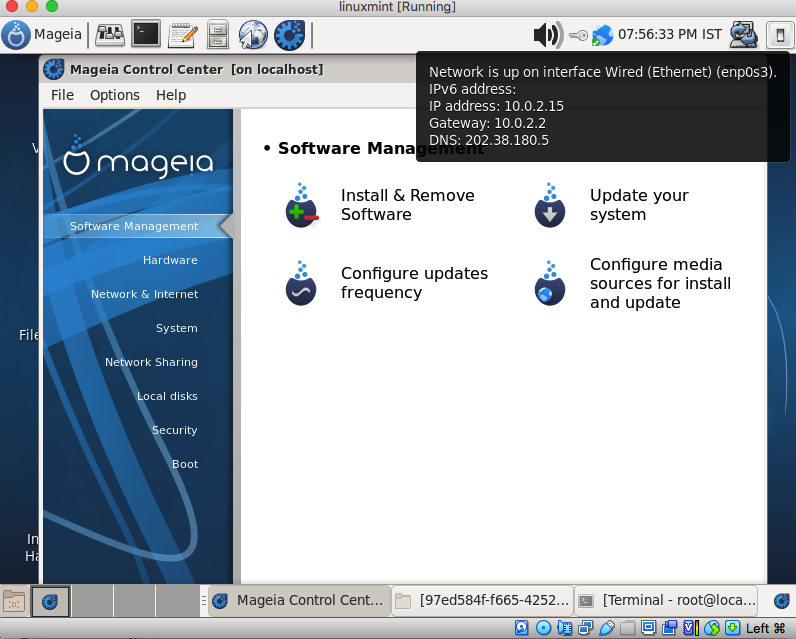 linuxmint [Running]
Mageia
07:56:33 PM IST
Mageia Control Center [on localhost]
Network is up on interface Wired (Ethernet) (enp0s3).
IPv6 address:
IP address: 10.0.2.15
Gateway: 10.0.2.2
DNS: 202.38.180.5
File Options Help
mageia
• Software Management
Install & Remove
Software
Update your
system
Configure updates
frequency
Configure media
sources for install
and update
Software Management
Hardware
Network & Internet
System
Network Sharing
Local disks
Security
Boot
File
In
Ha
Mageia Control Cent...
[97ed584f-f665-4252...
[Terminal - root@loca...
Left ⌘